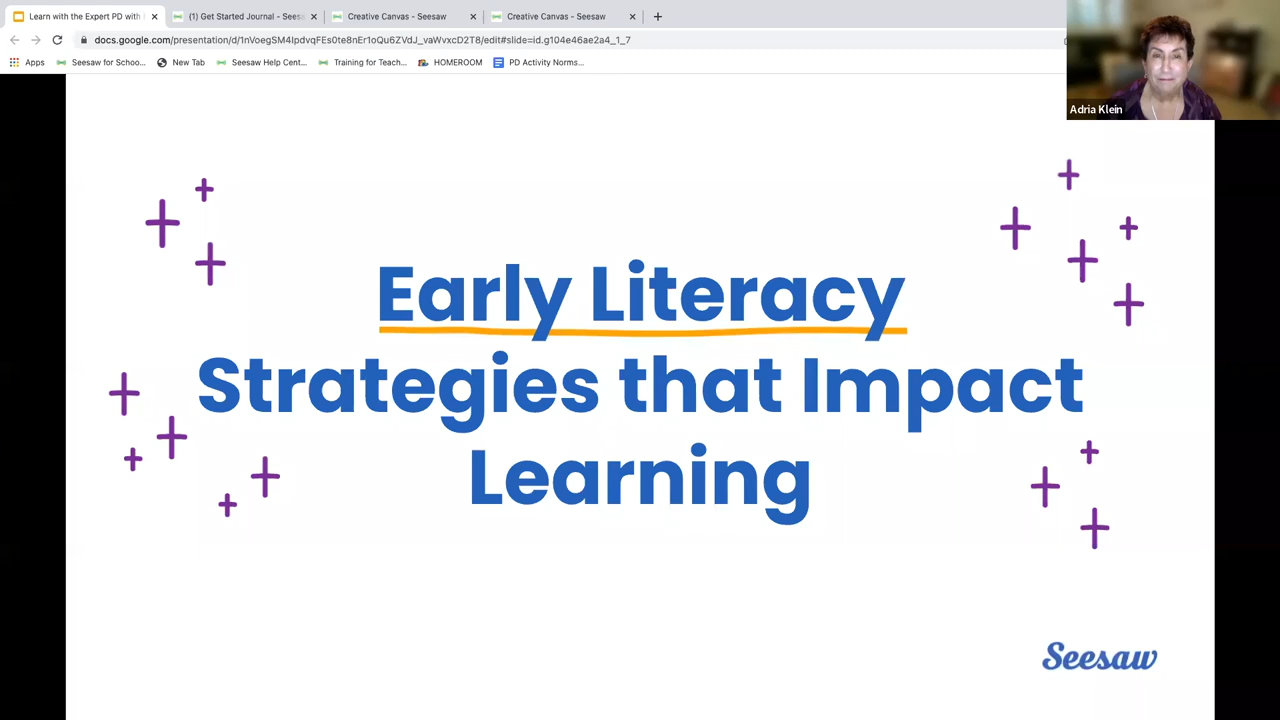 Learn with the Expert PD with
(1) Get Started Journal - Seesa
Creative Canvas - Seesaw
Creative Canvas - Seesaw
docs.google.com/presentation/d/1nVoegSM4IpdvqFEs0te8nEr1oQu6ZVdJ_vaWvxcD2T8/edit#slide=id.g104e46ae2a4_1_7
Apps
Seesaw for Schoo...
New Tab
Seesaw Help Cent...
Training for Teach...
HOMEROOM
PD Activity Norms...
Adria Klein
Early Literacy
Strategies that Impact
Learning
Seesaw